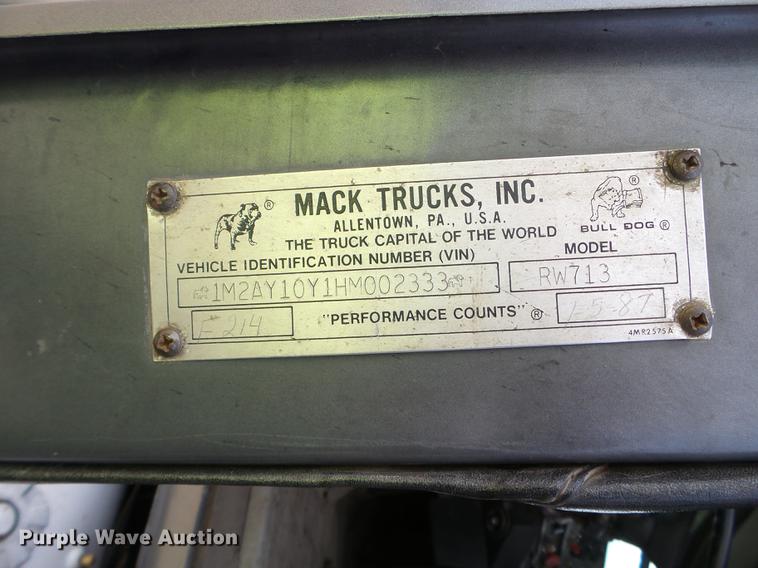 MACK TRUCKS, INC.
ALLENTOWN, PA., U.S.A.
BULL DOG ®
THE TRUCK CAPITAL OF THE WORLD
VEHICLE IDENTIFICATION NUMBER (VIN)
MODEL
1M2AY10Y1HM002333
RW713
F214
"PERFORMANCE COUNTS" ®
1-5-87
4MR2575A
Purple Wave Auction